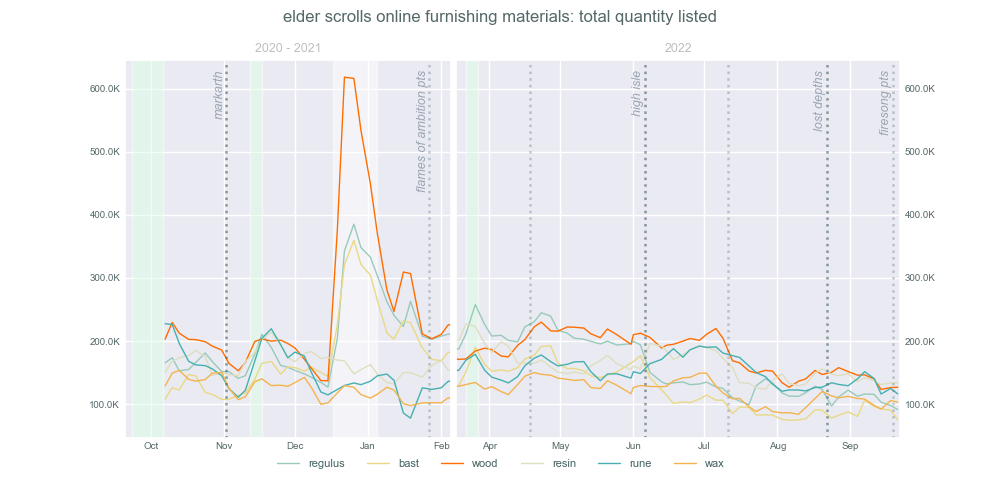 elder scrolls online furnishing materials: total quantity listed
2020 - 2021
2022
600.0K
500.0K
400.0K
300.0K
200.0K
100.0K
markarth
flames of ambition pts
high isle
lost depths
firesong pts
600.0K
500.0K
400.0K
300.0K
200.0K
100.0K
Oct Nov Dec Jan Feb Apr May Jun Jul Aug Sep
regulus bast wood resin rune wax